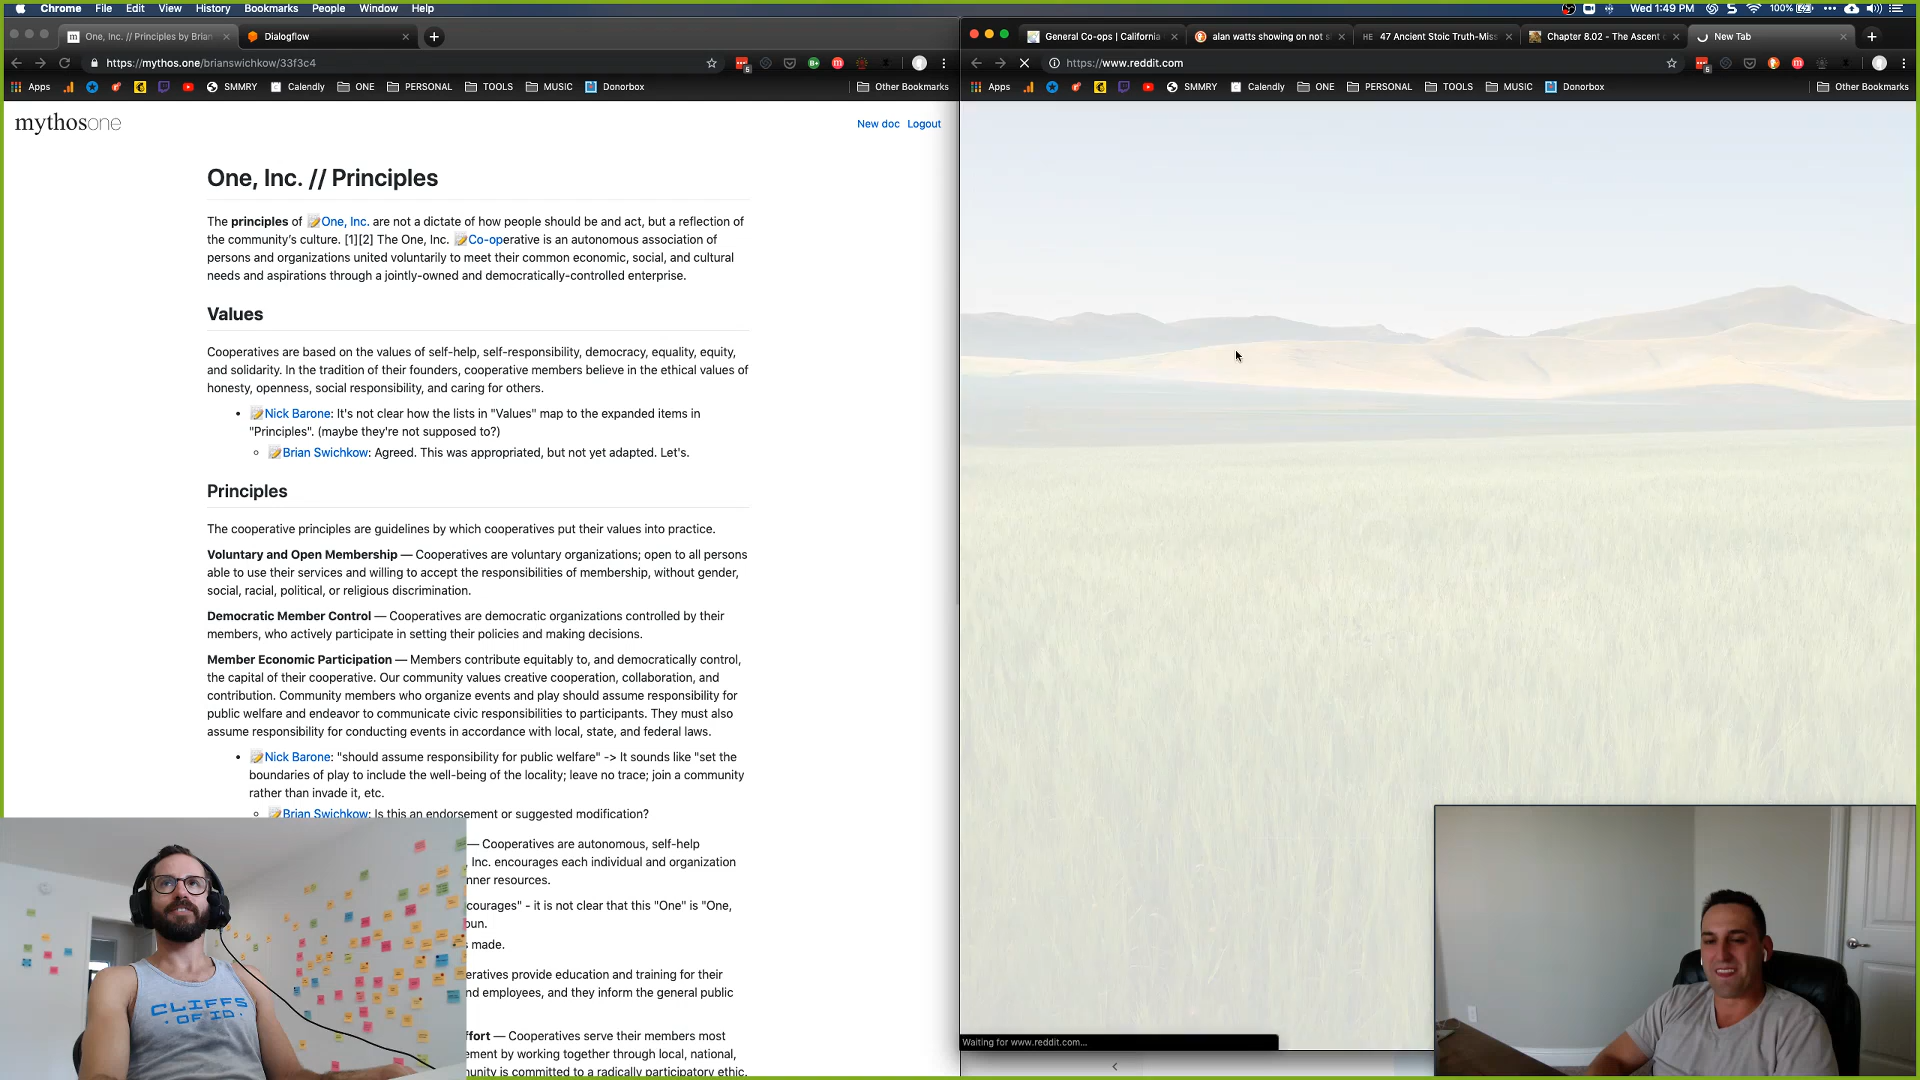 Chrome File Edit View History Bookmarks People Window Help
100% Wed 1:49 PM
One, Inc. // Principles by Brian
Dialogflow
https://mythos.one/brianswichkow/33f3c4
Apps SMMRY Calendly ONE PERSONAL TOOLS MUSIC Donorbox Other Bookmarks
mythosone
New doc Logout
One, Inc. // Principles
The principles of One, Inc. are not a dictate of how people should be and act, but a reflection of
the community's culture. [1][2] The One, Inc. Co-operative is an autonomous association of
persons and organizations united voluntarily to meet their common economic, social, and cultural
needs and aspirations through a jointly-owned and democratically-controlled enterprise.
Values
Cooperatives are based on the values of self-help, self-responsibility, democracy, equality, equity,
and solidarity. In the tradition of their founders, cooperative members believe in the ethical values of
honesty, openness, social responsibility, and caring for others.
• Nick Barone: It's not clear how the lists in "Values" map to the expanded items in
"Principles". (maybe they're not supposed to?)
◦ Brian Swichkow: Agreed. This was appropriated, but not yet adapted. Let's.
Principles
The cooperative principles are guidelines by which cooperatives put their values into practice.
Voluntary and Open Membership — Cooperatives are voluntary organizations; open to all persons
able to use their services and willing to accept the responsibilities of membership, without gender,
social, racial, political, or religious discrimination.
Democratic Member Control — Cooperatives are democratic organizations controlled by their
members, who actively participate in setting their policies and making decisions.
Member Economic Participation — Members contribute equitably to, and democratically control,
the capital of their cooperative. Our community values creative cooperation, collaboration, and
contribution. Community members who organize events and play should assume responsibility for
public welfare and endeavor to communicate civic responsibilities to participants. They must also
assume responsibility for conducting events in accordance with local, state, and federal laws.
• Nick Barone: "should assume responsibility for public welfare" -> It sounds like "set the
boundaries of play to include the well-being of the locality; leave no trace; join a community
rather than invade it, etc.
◦ Brian Swichkow: Is this an endorsement or suggested modification?
— Cooperatives are autonomous, self-help
Inc. encourages each individual and organization
nner resources.
courages" - it is not clear that this "One" is "One,
oun.
s made.
eratives provide education and training for their
nd employees, and they inform the general public
ffort — Cooperatives serve their members most
ement by working together through local, national,
unity is committed to a radically participatory ethic.
CLIFFS
OF ID
General Co-ops | California
alan watts showing on not s
47 Ancient Stoic Truth-Miss
Chapter 8.02 - The Ascent
New Tab
https://www.reddit.com
Apps SMMRY Calendly ONE PERSONAL TOOLS MUSIC Donorbox Other Bookmarks
Waiting for www.reddit.com...